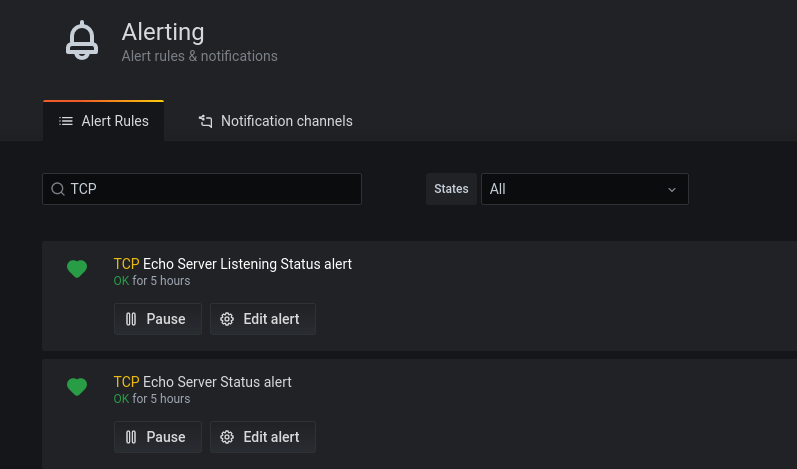 Alerting
Alert rules & notifications
Alert Rules
Notification channels
TCP
States
All
TCP Echo Server Listening Status alert
OK for 5 hours
Pause
Edit alert
TCP Echo Server Status alert
OK for 5 hours
Pause
Edit alert